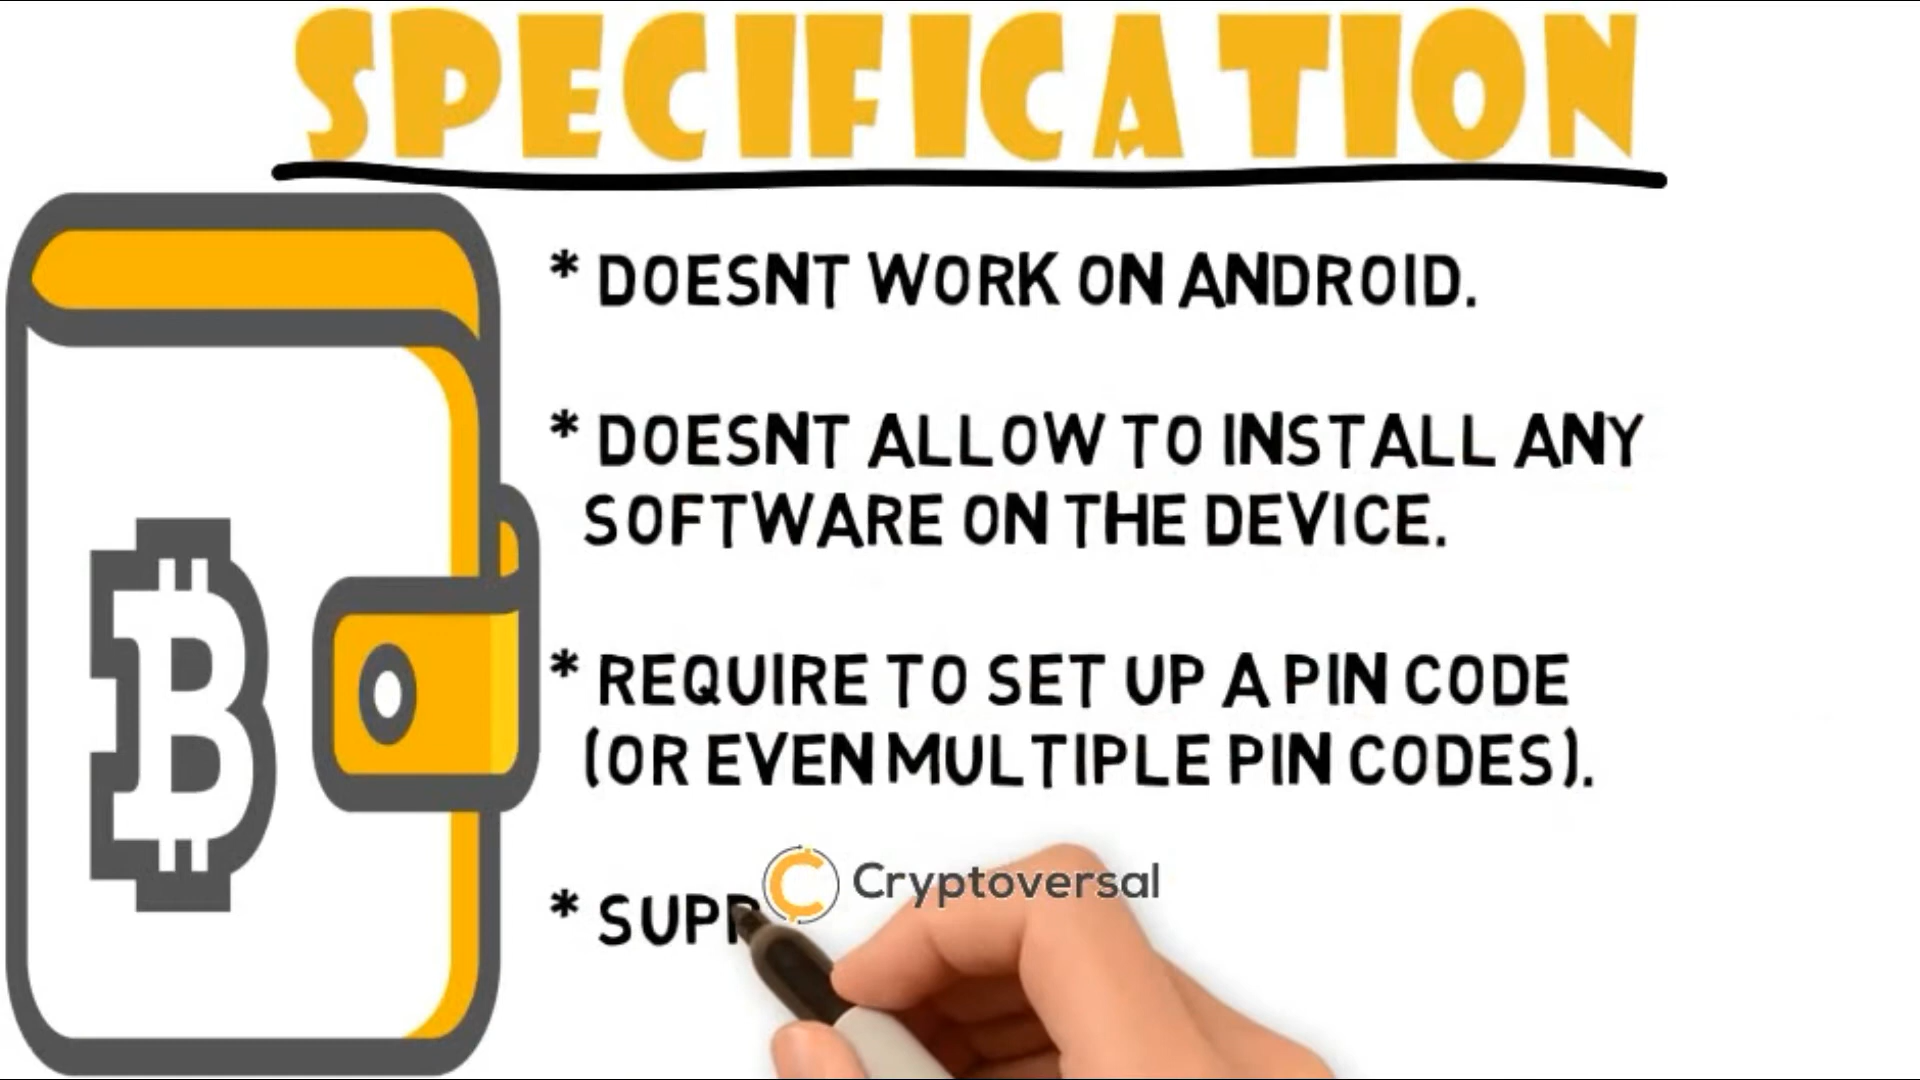 SPECIFICATION
* DOESNT WORK ON ANDROID.
* DOESNT ALLOW TO INSTALL ANY
SOFTWARE ON THE DEVICE.
* REQUIRE TO SET UP A PIN CODE
(OR EVEN MULTIPLE PIN CODES).
Cryptoversal
* SUPP